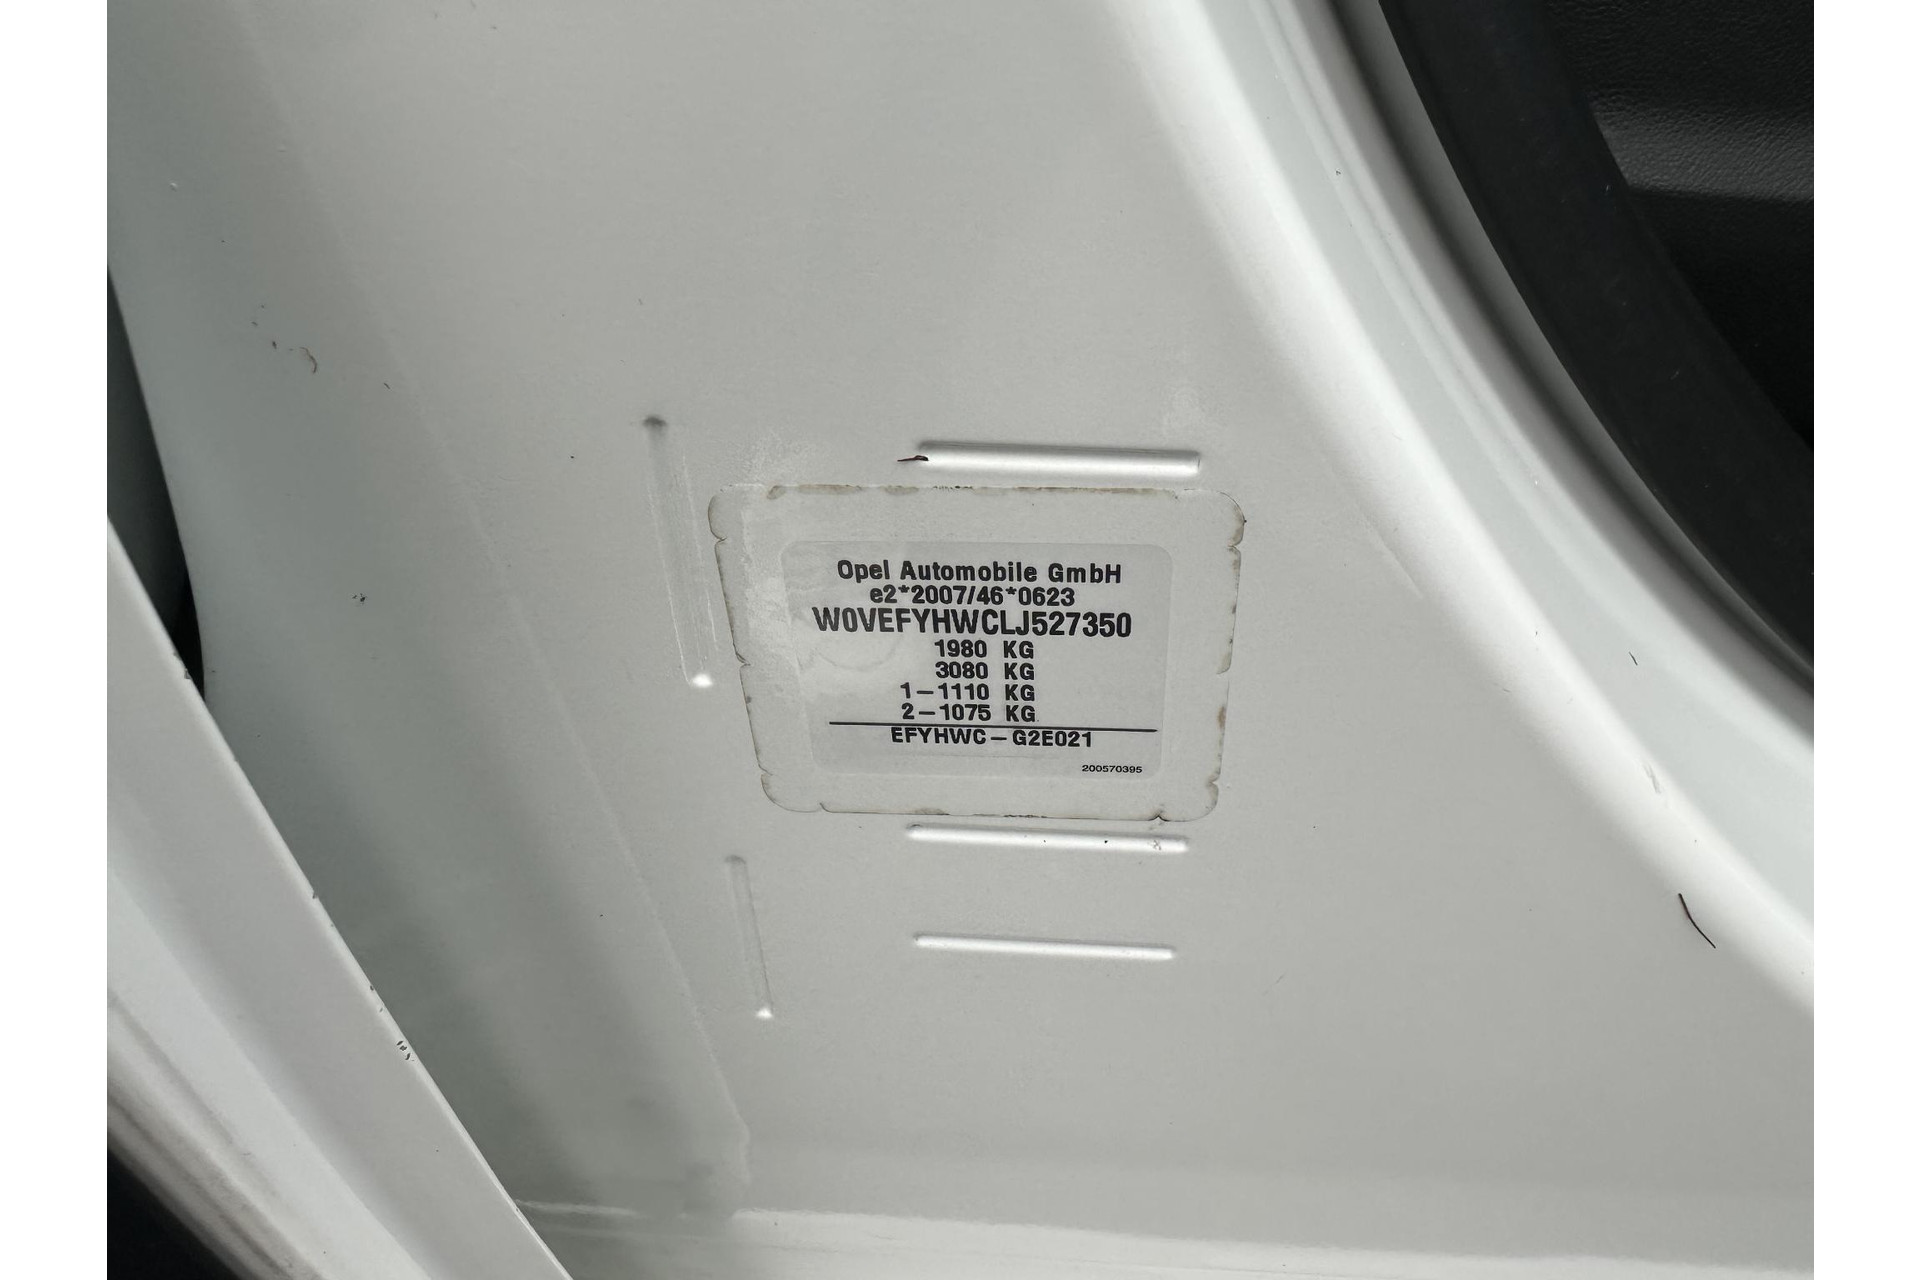 Opel Automobile GmbH
e2*2007/46*0623
W0VEFYHWCLJ527350
1980 KG
3080 KG
1-1110 KG
2-1075 KG
EFYHWC-G2E021
200570395